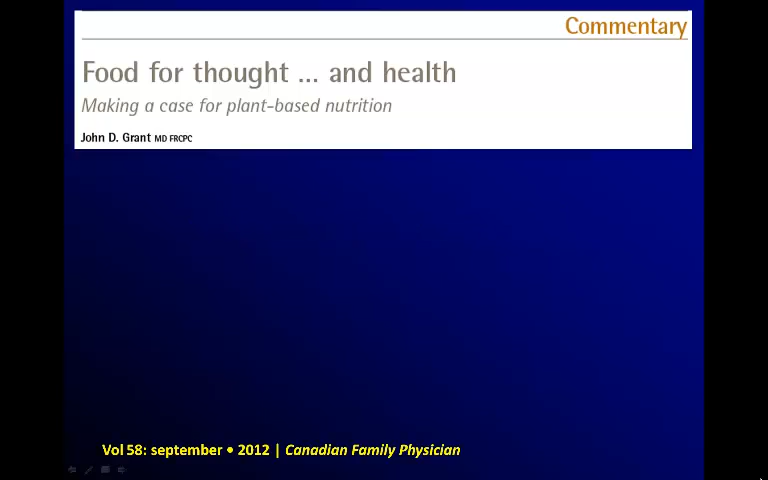 Commentary
Food for thought ... and health
Making a case for plant-based nutrition
John D. Grant MD FRCPC
Vol 58: september • 2012 | Canadian Family Physician